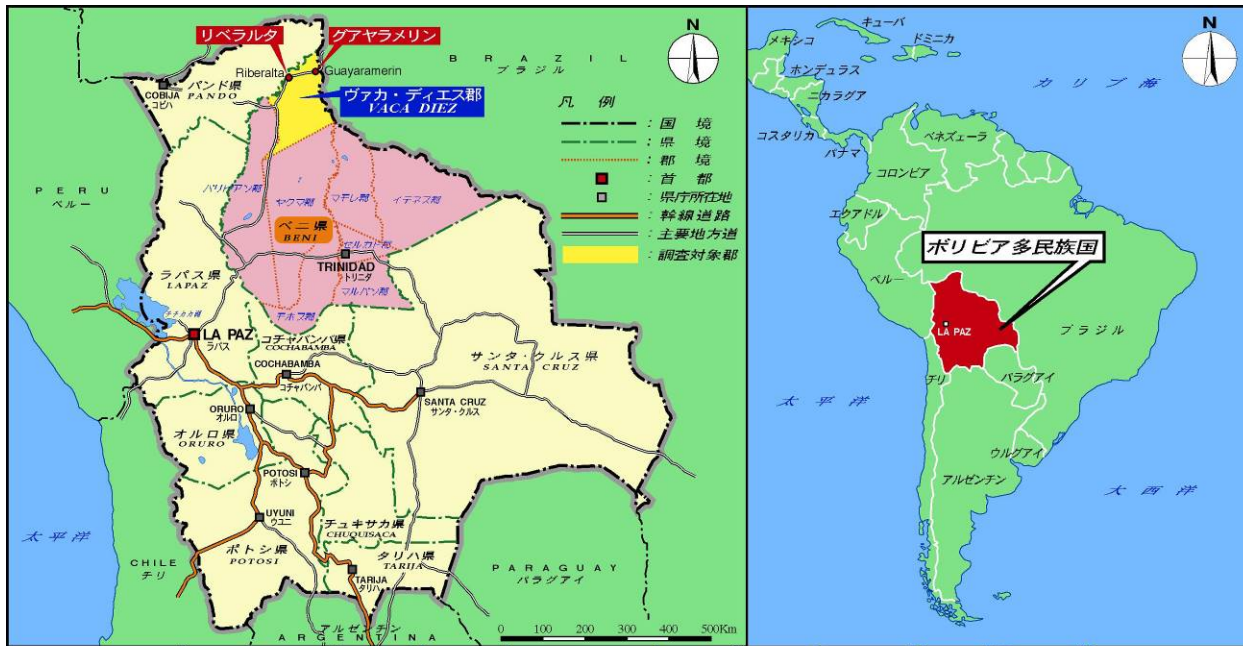 リベラルタ
グアヤラメリン
Riberalta
Guayaramerin
ヴァカ・ディエス郡
VACA DIEZ
BRAZIL
ブラジル
N
COBIJA
コビハ
パンド県
PANDO
凡例
：国境
：県境
：郡境
：首都
：県庁所在地
：幹線道路
：主要地方道
：調査対象郡
PERU
ペルー
ヤクマ郡
マモレ郡
イテネス郡
ベニ県
BENI
セルカド郡
TRINIDAD
トリニダ
マルバン郡
モホス郡
ラパス県
LAPAZ
LA PAZ
ラパス
コチャバンバ県
COCHABAMBA
COCHABAMBA
コチャバンバ
サンタ・クルス県
SANTA CRUZ
SANTA CRUZ
サンタ・クルス
ORURO
オルロ
オルロ県
ORURO
POTOSI
ポトシ
UYUNI
ウユニ
チュキサカ県
CHUQUISACA
ポトシ県
POTOSI
タリハ県
TARIJA
TARIJA
タリハ
太平洋
CHILE
チリ
PARAGUAY
パラグアイ
アルゼンチン
ARGENTINA
0 100 200 300 400 500Km
キューバ
メキシコ
ドミニカ
N
ホンデュラス
ニカラグア
カリブ海
コスタリカ
パナマ
ベネズェーラ
コロンビア
エクアドル
ペルー
ボリビア多民族国
LA PAZ
ブラジル
チリ
パラグアイ
太平洋
ウルグアイ
アルゼンチン
大西洋